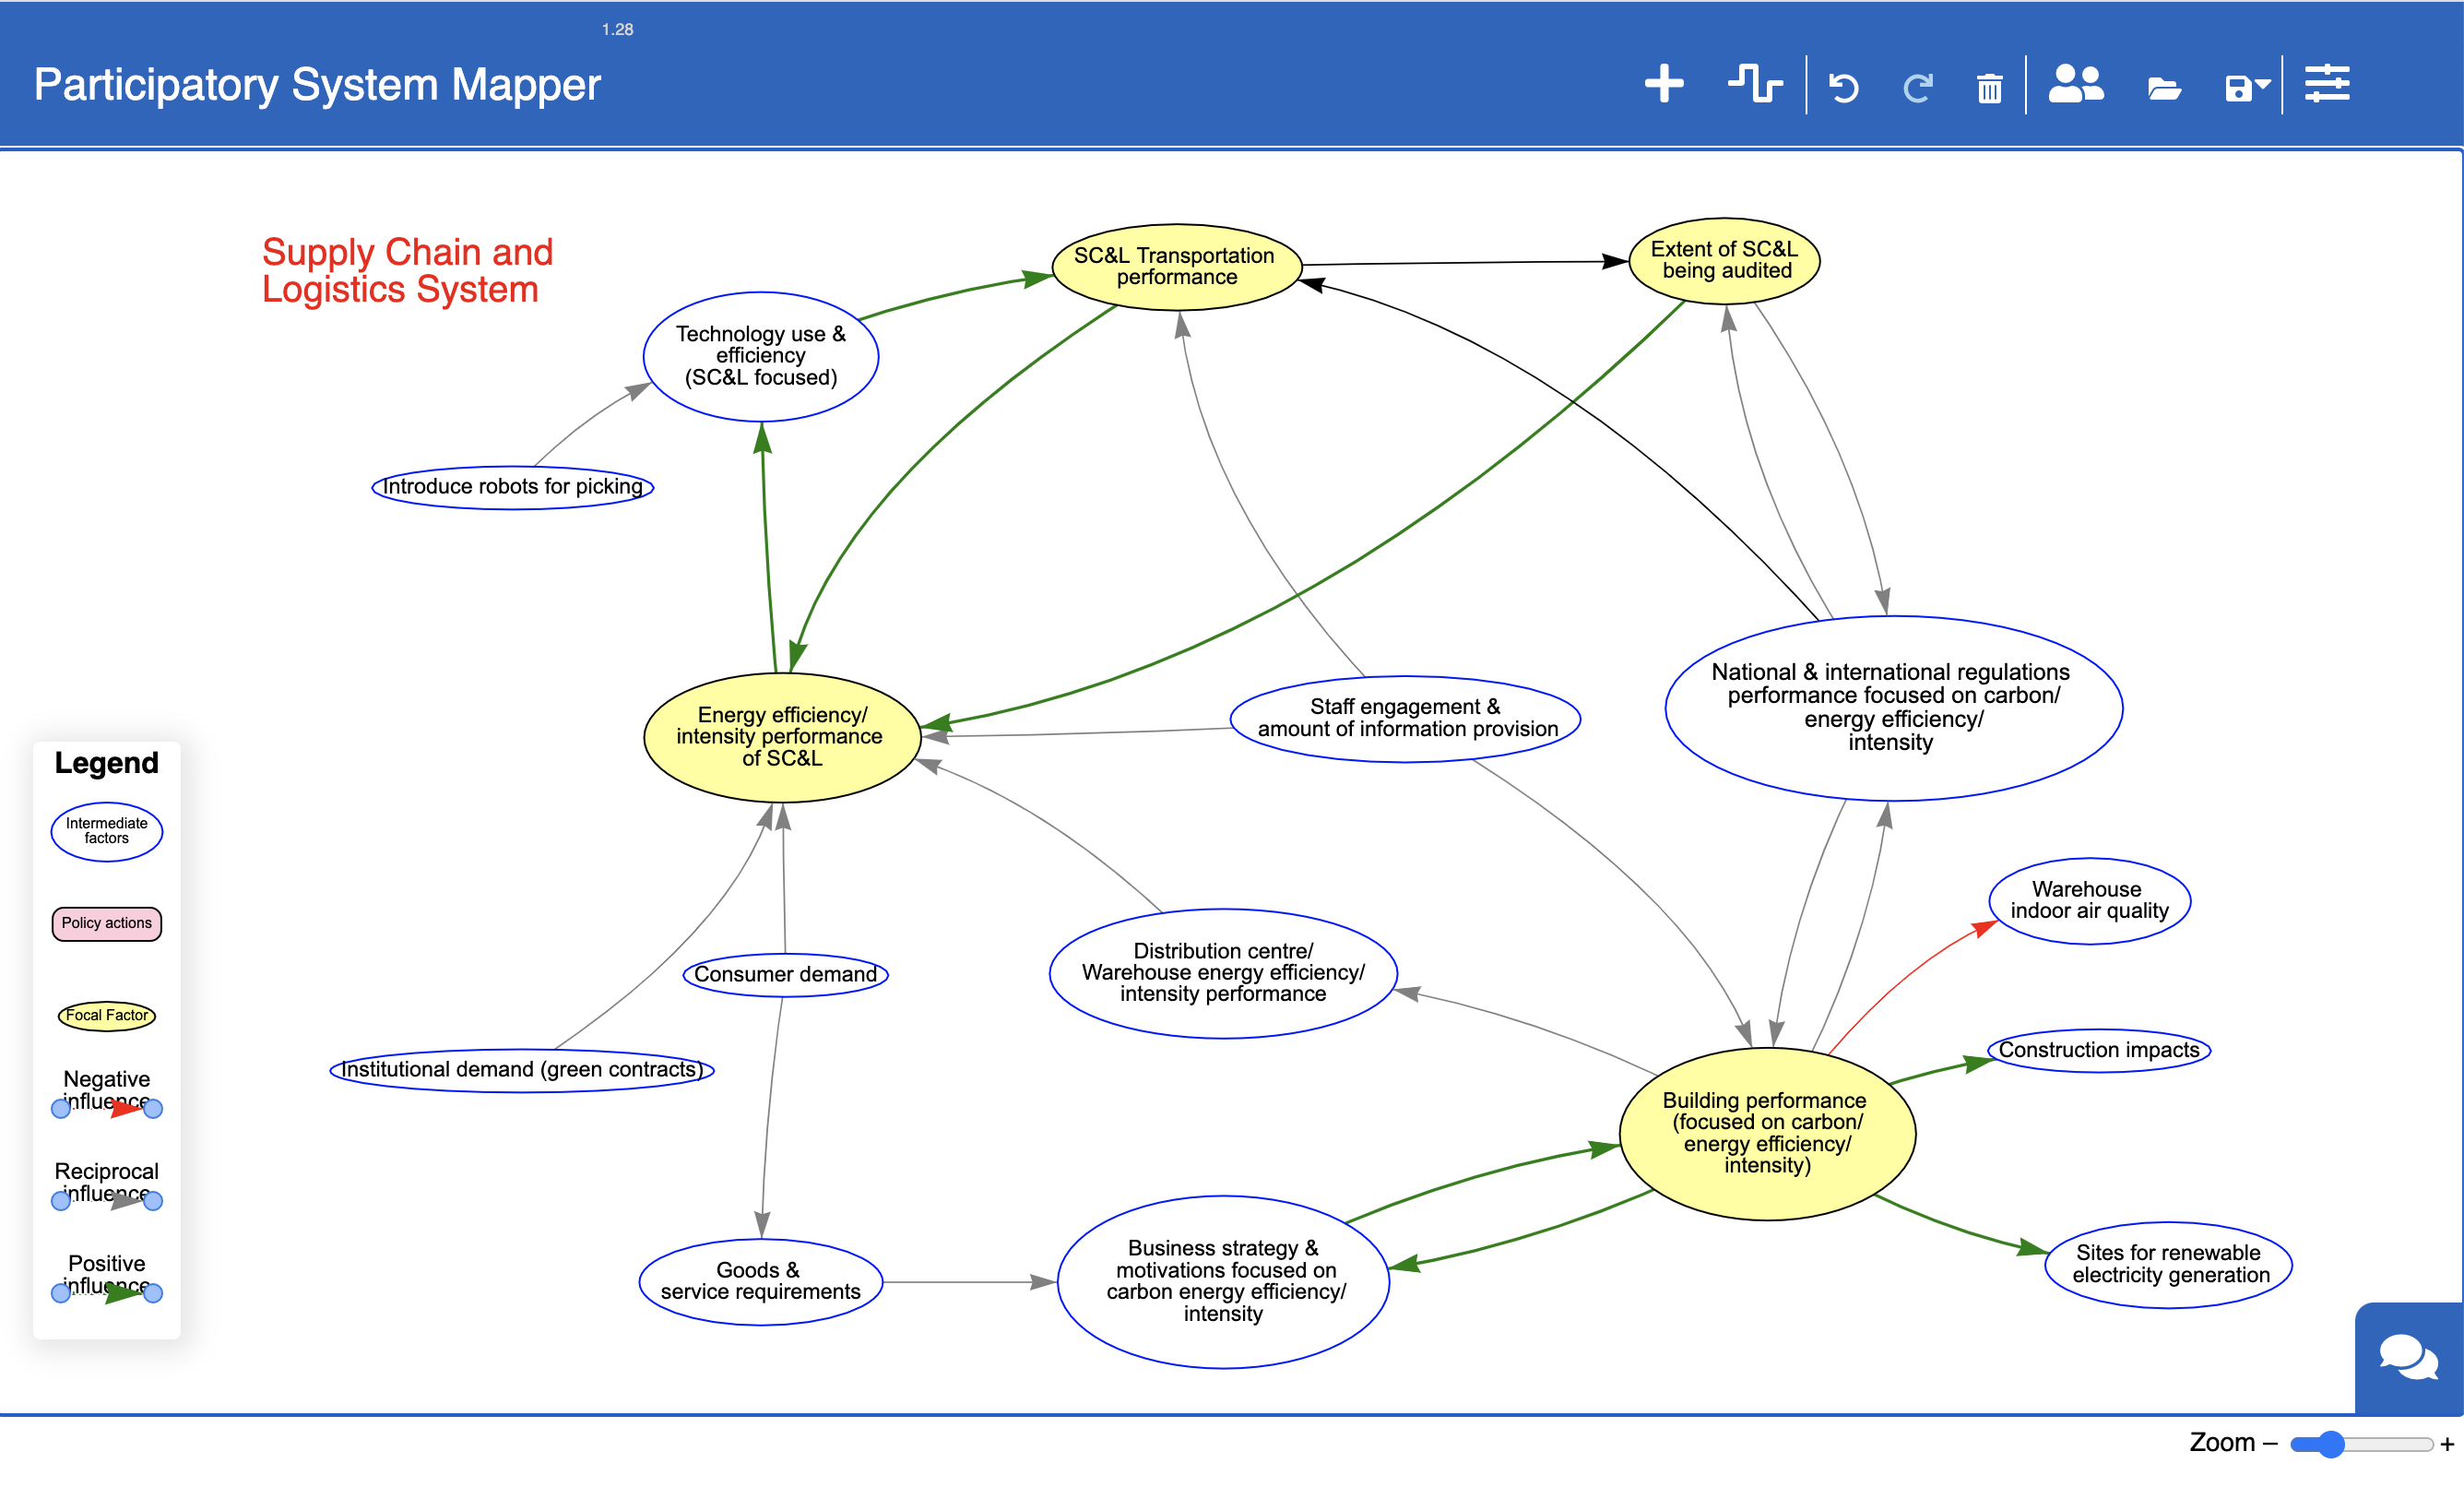 1.28
Participatory System Mapper
Supply Chain and
Logistics System
SC&L Transportation
performance
Extent of SC&L
being audited
Technology use &
efficiency
(SC&L focused)
Introduce robots for picking
National & international regulations
performance focused on carbon/
energy efficiency/
intensity
Energy efficiency/
intensity performance
of SC&L
Staff engagement &
amount of information provision
Legend
Intermediate
factors
Policy actions
Focal Factor
Negative
influence
Reciprocal
influence
Positive
influence
Warehouse
indoor air quality
Distribution centre/
Warehouse energy efficiency/
intensity performance
Consumer demand
Institutional demand (green contracts)
Construction impacts
Building performance
(focused on carbon/
energy efficiency/
intensity)
Goods &
service requirements
Business strategy &
motivations focused on
carbon energy efficiency/
intensity
Sites for renewable
electricity generation
Zoom − +